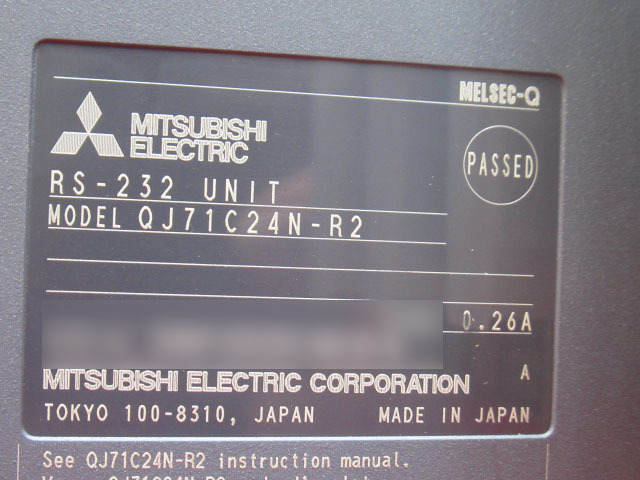 MELSEC-Q
MITSUBISHI
ELECTRIC
PASSED
RS-232 UNIT
MODEL QJ71C24N-R2
0.26A
A
MITSUBISHI ELECTRIC CORPORATION
TOKYO 100-8310, JAPAN MADE IN JAPAN
See QJ71C24N-R2 instruction manual.